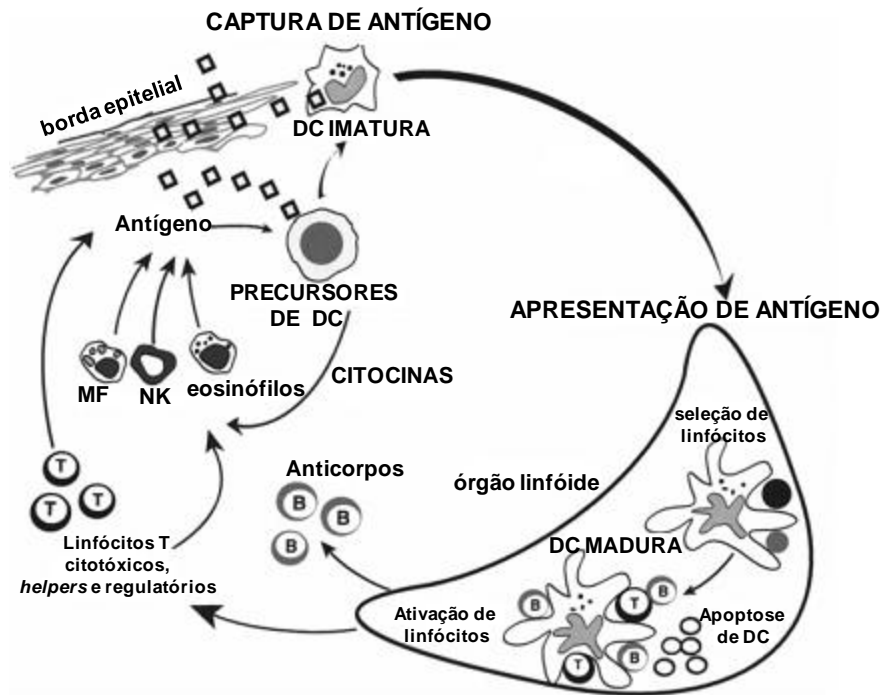 CAPTURA DE ANTÍGENO
borda epitelial
DC IMATURA
Antígeno
PRECURSORES
DE DC
APRESENTAÇÃO DE ANTÍGENO
MF
NK
eosinófilos
CITOCINAS
seleção de
linfócitos
T
T
T
Anticorpos
B
B
B
órgão linfóide
Linfócitos T
citotóxicos,
helpers e regulatórios
DC MADURA
Ativação de
linfócitos
B
T
B
T
B
Apoptose
de DC